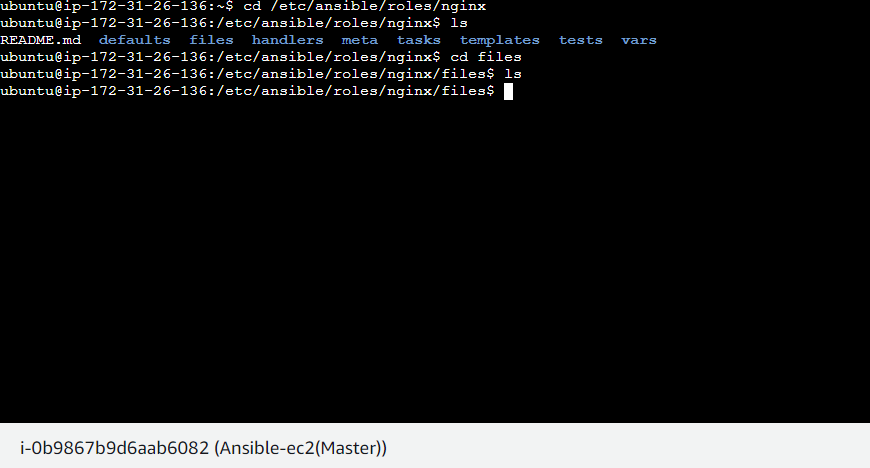 ubuntu@ip-172-31-26-136:~$ cd /etc/ansible/roles/nginx
ubuntu@ip-172-31-26-136:/etc/ansible/roles/nginx$ ls
README.md  defaults  files  handlers  meta  tasks  templates  tests  vars
ubuntu@ip-172-31-26-136:/etc/ansible/roles/nginx$ cd files
ubuntu@ip-172-31-26-136:/etc/ansible/roles/nginx/files$ ls
ubuntu@ip-172-31-26-136:/etc/ansible/roles/nginx/files$
i-0b9867b9d6aab6082 (Ansible-ec2(Master))